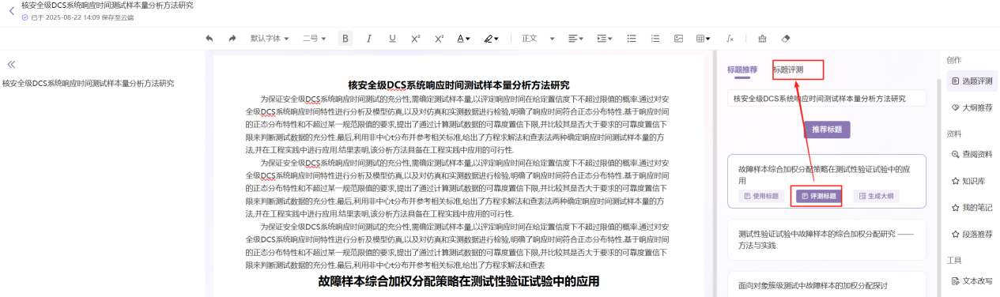 核安全级DCS系统响应时间测试样本量分析方法研究
已于 2025-08-22 14:09 保存至云端
默认字体 二号 B I U X² X² A 正文
核安全级DCS系统响应时间测试样本量分析方法研究
核安全级DCS系统响应时间测试样本量分析方法研究
为保证安全级DCS系统响应时间测试的充分性,需确定测试样本量,以评定响应时间在给定置信度下不超过限值的概率.通过对安
全级DCS系统响应时间特性进行分析及模型仿真,以及对仿真和实测数据进行检验,明确了响应时间符合正态分布特性.基于响应时间
的正态分布特性和不超过某一规范限值的要求,提出了通过计算测试数据的可靠度置信下限,并比较其是否大于要求的可靠度置信下
限来判断测试数据的充分性.最后,利用非中心t分布并参考相关标准,给出了方程求解法和查表法两种确定响应时间测试样本量的方
法,并在工程实践中进行应用.结果表明,该分析方法具备在工程实践中应用的可行性.
为保证安全级DCS系统响应时间测试的充分性,需确定测试样本量,以评定响应时间在给定置信度下不超过限值的概率.通过对安
全级DCS系统响应时间特性进行分析及模型仿真,以及对仿真和实测数据进行检验,明确了响应时间符合正态分布特性.基于响应时间
的正态分布特性和不超过某一规范限值的要求,提出了通过计算测试数据的可靠度置信下限,并比较其是否大于要求的可靠度置信下
限来判断测试数据的充分性.最后,利用非中心t分布并参考相关标准,给出了方程求解法和查表法两种确定响应时间测试样本量的方
法,并在工程实践中进行应用.结果表明,该分析方法具备在工程实践中应用的可行性.
为保证安全级DCS系统响应时间测试的充分性,需确定测试样本量,以评定响应时间在给定置信度下不超过限值的概率.通过对安
全级DCS系统响应时间特性进行分析及模型仿真,以及对仿真和实测数据进行检验,明确了响应时间符合正态分布特性.基于响应时间
的正态分布特性和不超过某一规范限值的要求,提出了通过计算测试数据的可靠度置信下限,并比较其是否大于要求的可靠度置信下
限来判断测试数据的充分性.最后,利用非中心t分布并参考相关标准,给出了方程求解法和查表
故障样本综合加权分配策略在测试性验证试验中的应用
标题推荐 标题评测
核安全级DCS系统响应时间测试样本量分析方法研究
推荐标题
故障样本综合加权分配策略在测试性验证试验中的应
用
使用标题 评测标题 生成大纲
测试性验证试验中故障样本的综合加权分配研究 ——
方法与实践
面向对象簇级测试中故障样本的加权分配探讨
创作
选题评测
大纲推荐
资料
查阅资料
知识库
我的笔记
段落推荐
工具
文本改写